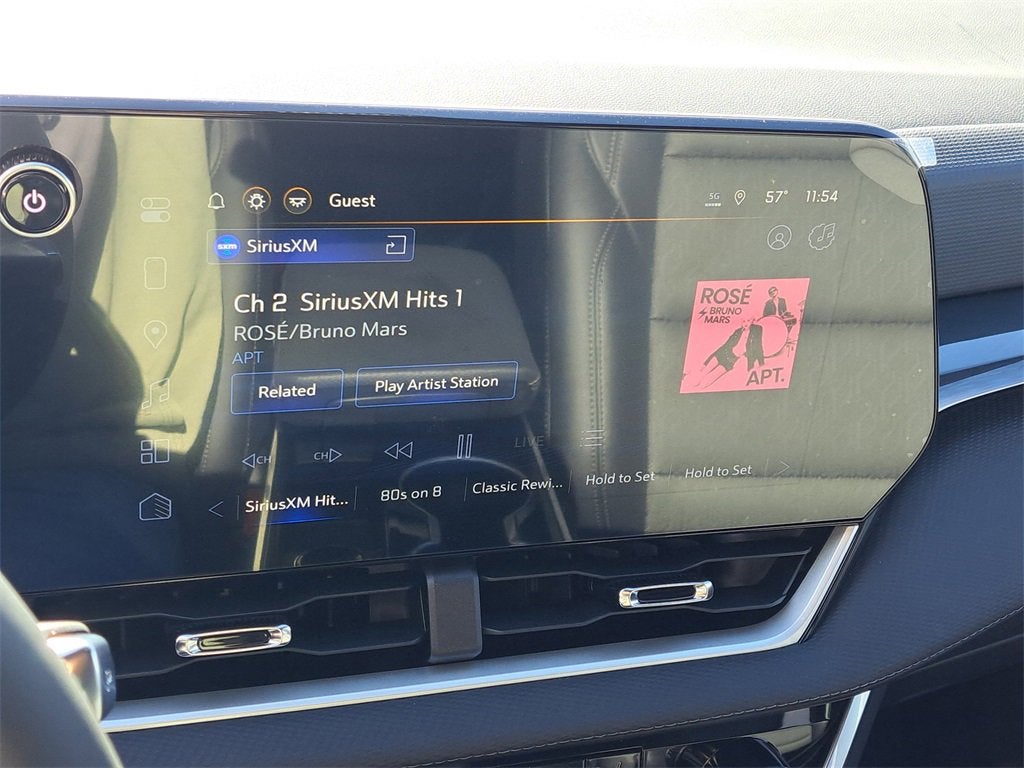 Guest
5G
57° 11:54
sxm SiriusXM
Ch 2 SiriusXM Hits 1
ROSÉ/Bruno Mars
APT
Related
Play Artist Station
ROSÉ
BRUNO
MARS
APT.
CH
CH
LIVE
SiriusXM Hit...
80s on 8
Classic Rewi...
Hold to Set
Hold to Set